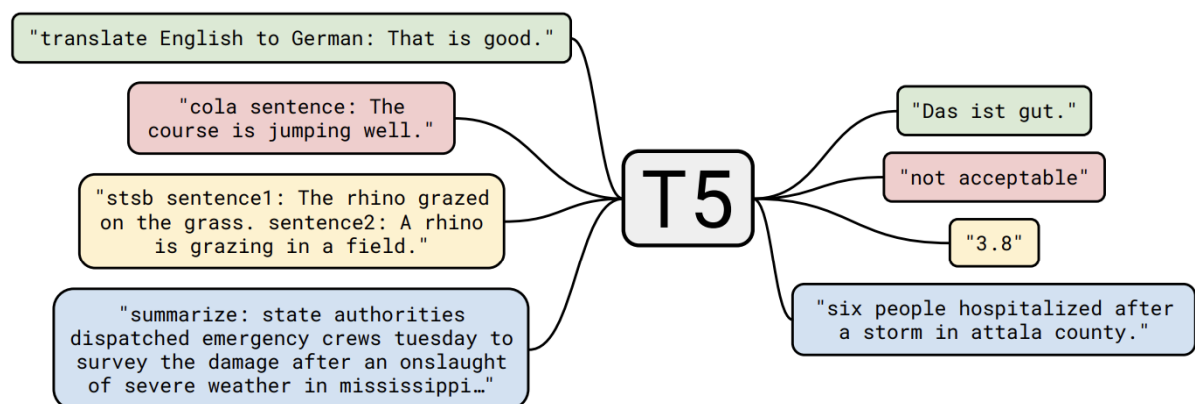 "translate English to German: That is good."
"cola sentence: The
course is jumping well."
"stsb sentence1: The rhino grazed
on the grass. sentence2: A rhino
is grazing in a field."
"summarize: state authorities
dispatched emergency crews tuesday to
survey the damage after an onslaught
of severe weather in mississippi…"
T5
"Das ist gut."
"not acceptable"
"3.8"
"six people hospitalized after
a storm in attala county."